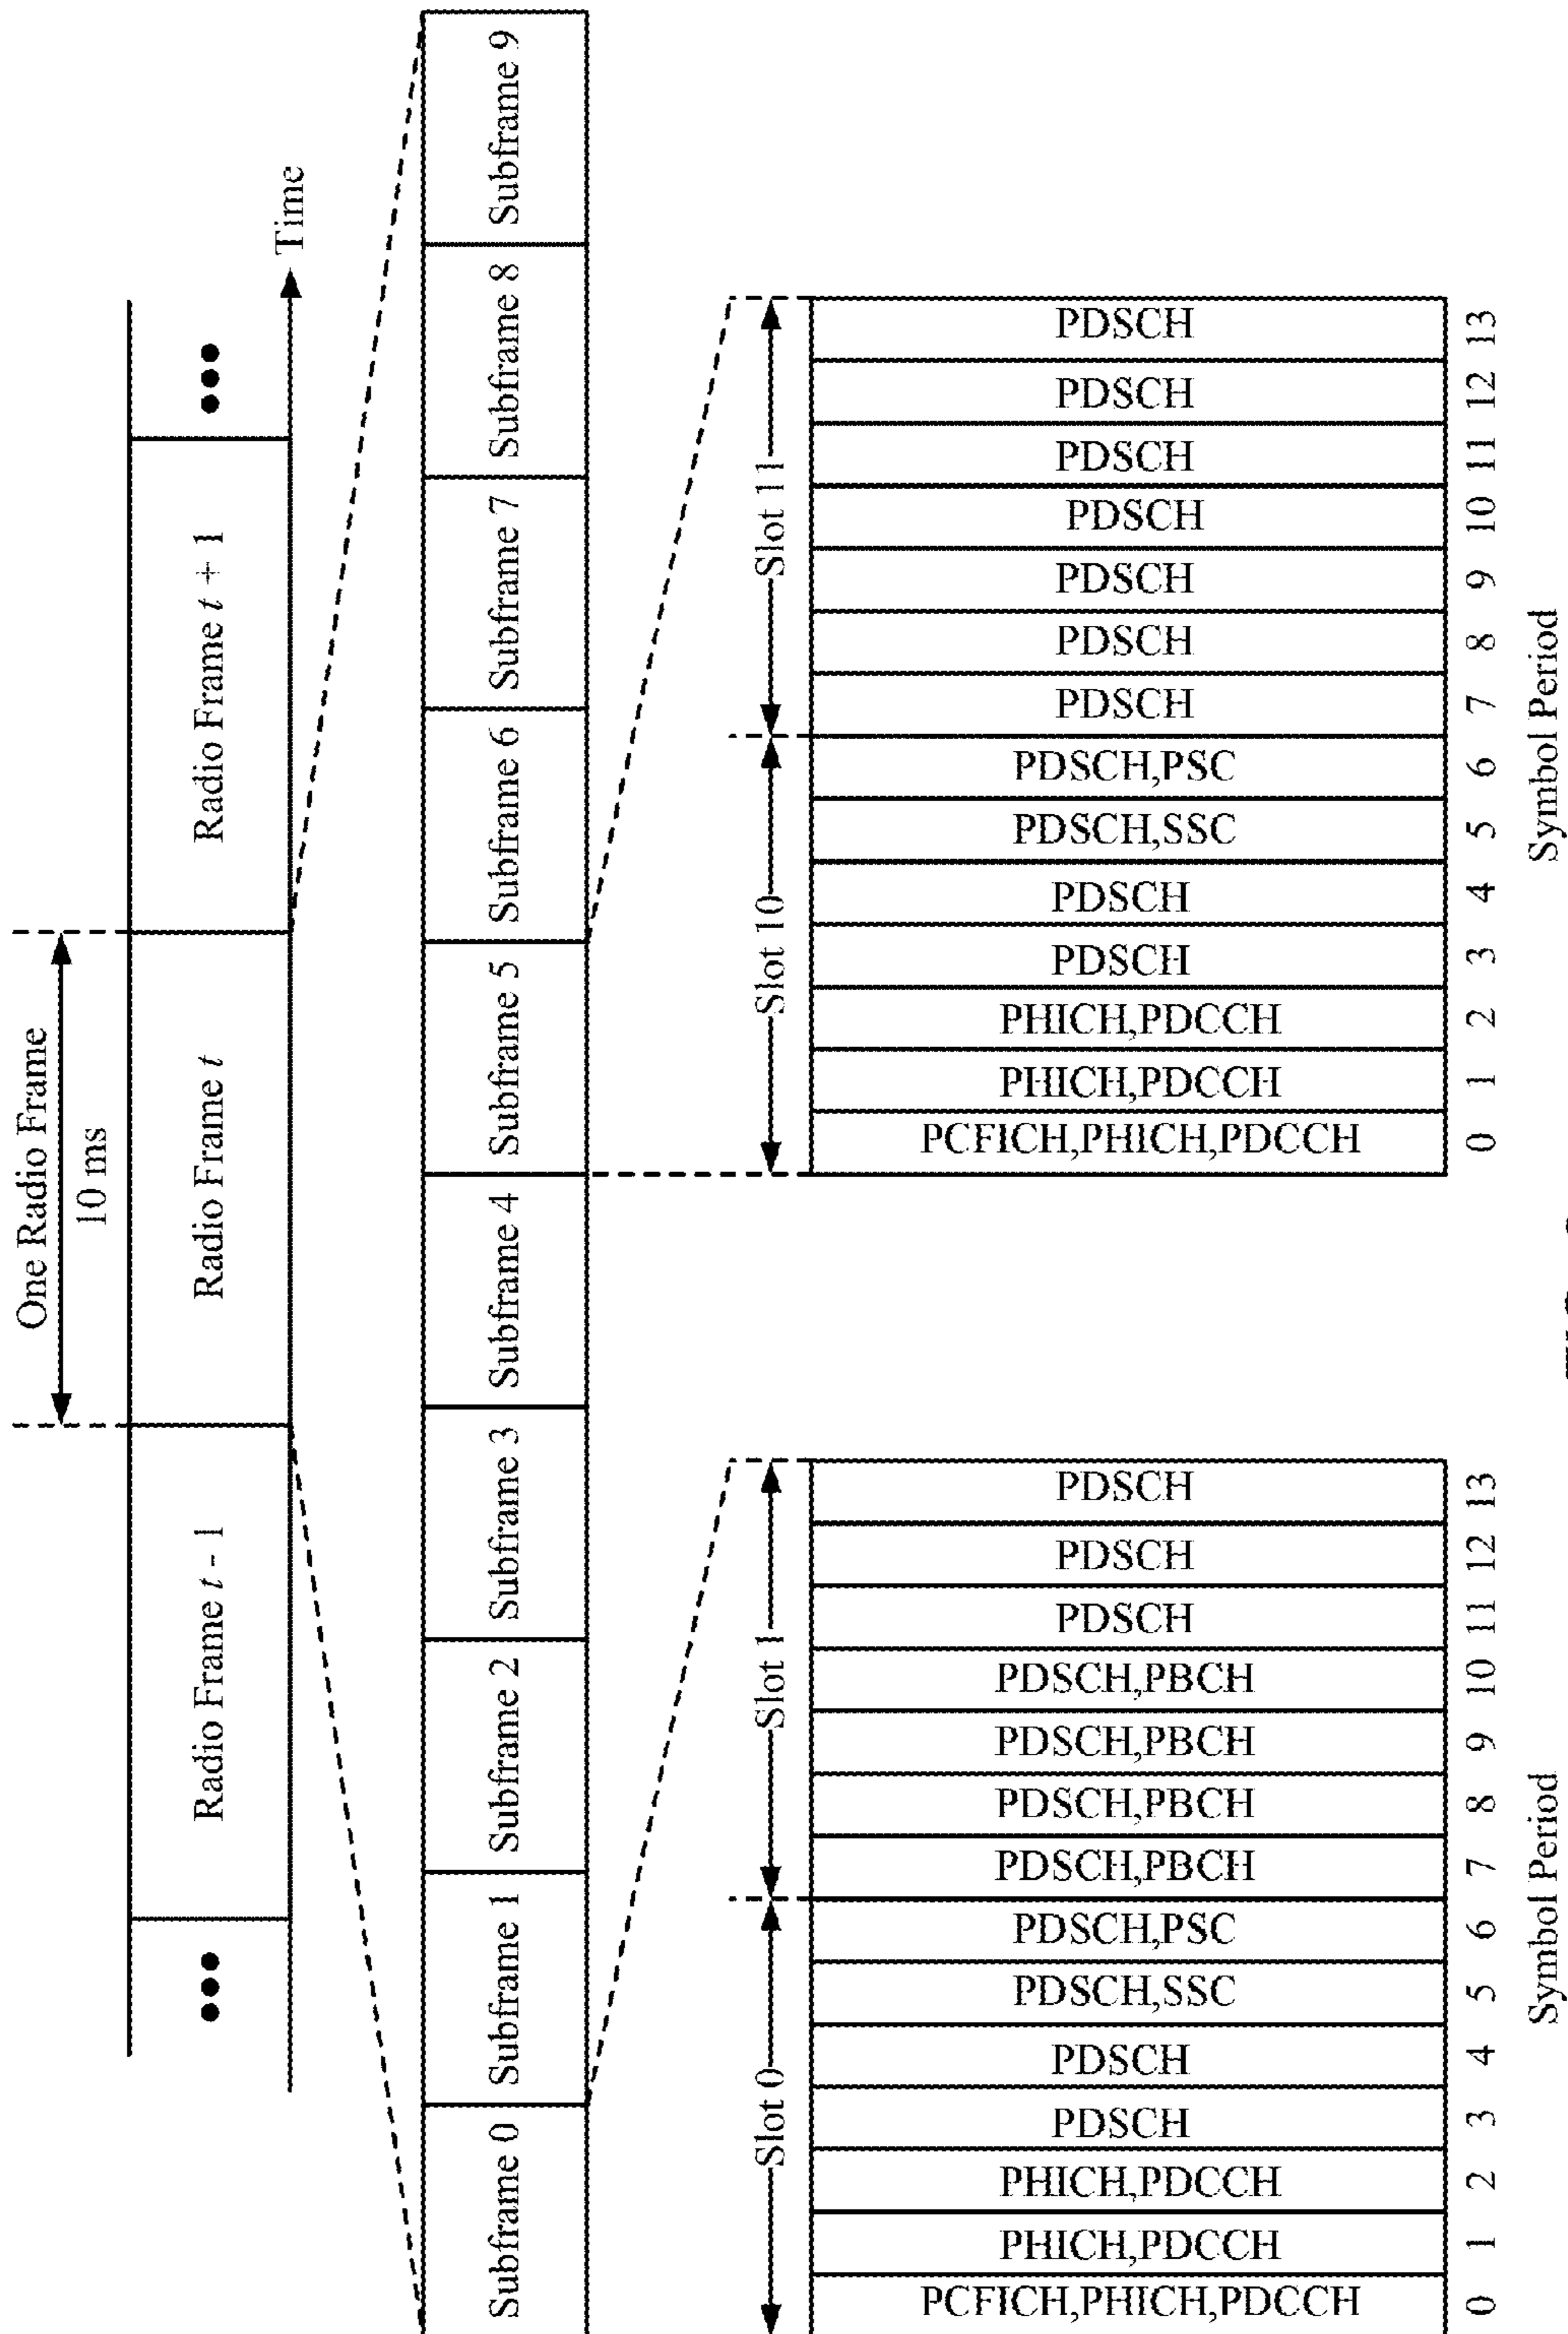 One Radio Frame
10 ms
Radio Frame t - 1
Radio Frame t
Radio Frame t + 1
Time
Subframe 0
Subframe 1
Subframe 2
Subframe 3
Subframe 4
Subframe 5
Subframe 6
Subframe 7
Subframe 8
Subframe 9
Slot 0
Slot 1
PCFICH,PHICH,PDCCH
PHICH,PDCCH
PHICH,PDCCH
PDSCH
PDSCH
PDSCH,SSC
PDSCH,PSC
PDSCH,PBCH
PDSCH,PBCH
PDSCH,PBCH
PDSCH,PBCH
PDSCH
PDSCH
PDSCH
0 1 2 3 4 5 6 7 8 9 10 11 12 13
Symbol Period
Slot 10
Slot 11
PCFICH,PHICH,PDCCH
PHICH,PDCCH
PHICH,PDCCH
PDSCH
PDSCH
PDSCH,SSC
PDSCH,PSC
PDSCH
PDSCH
PDSCH
PDSCH
PDSCH
PDSCH
PDSCH
0 1 2 3 4 5 6 7 8 9 10 11 12 13
Symbol Period